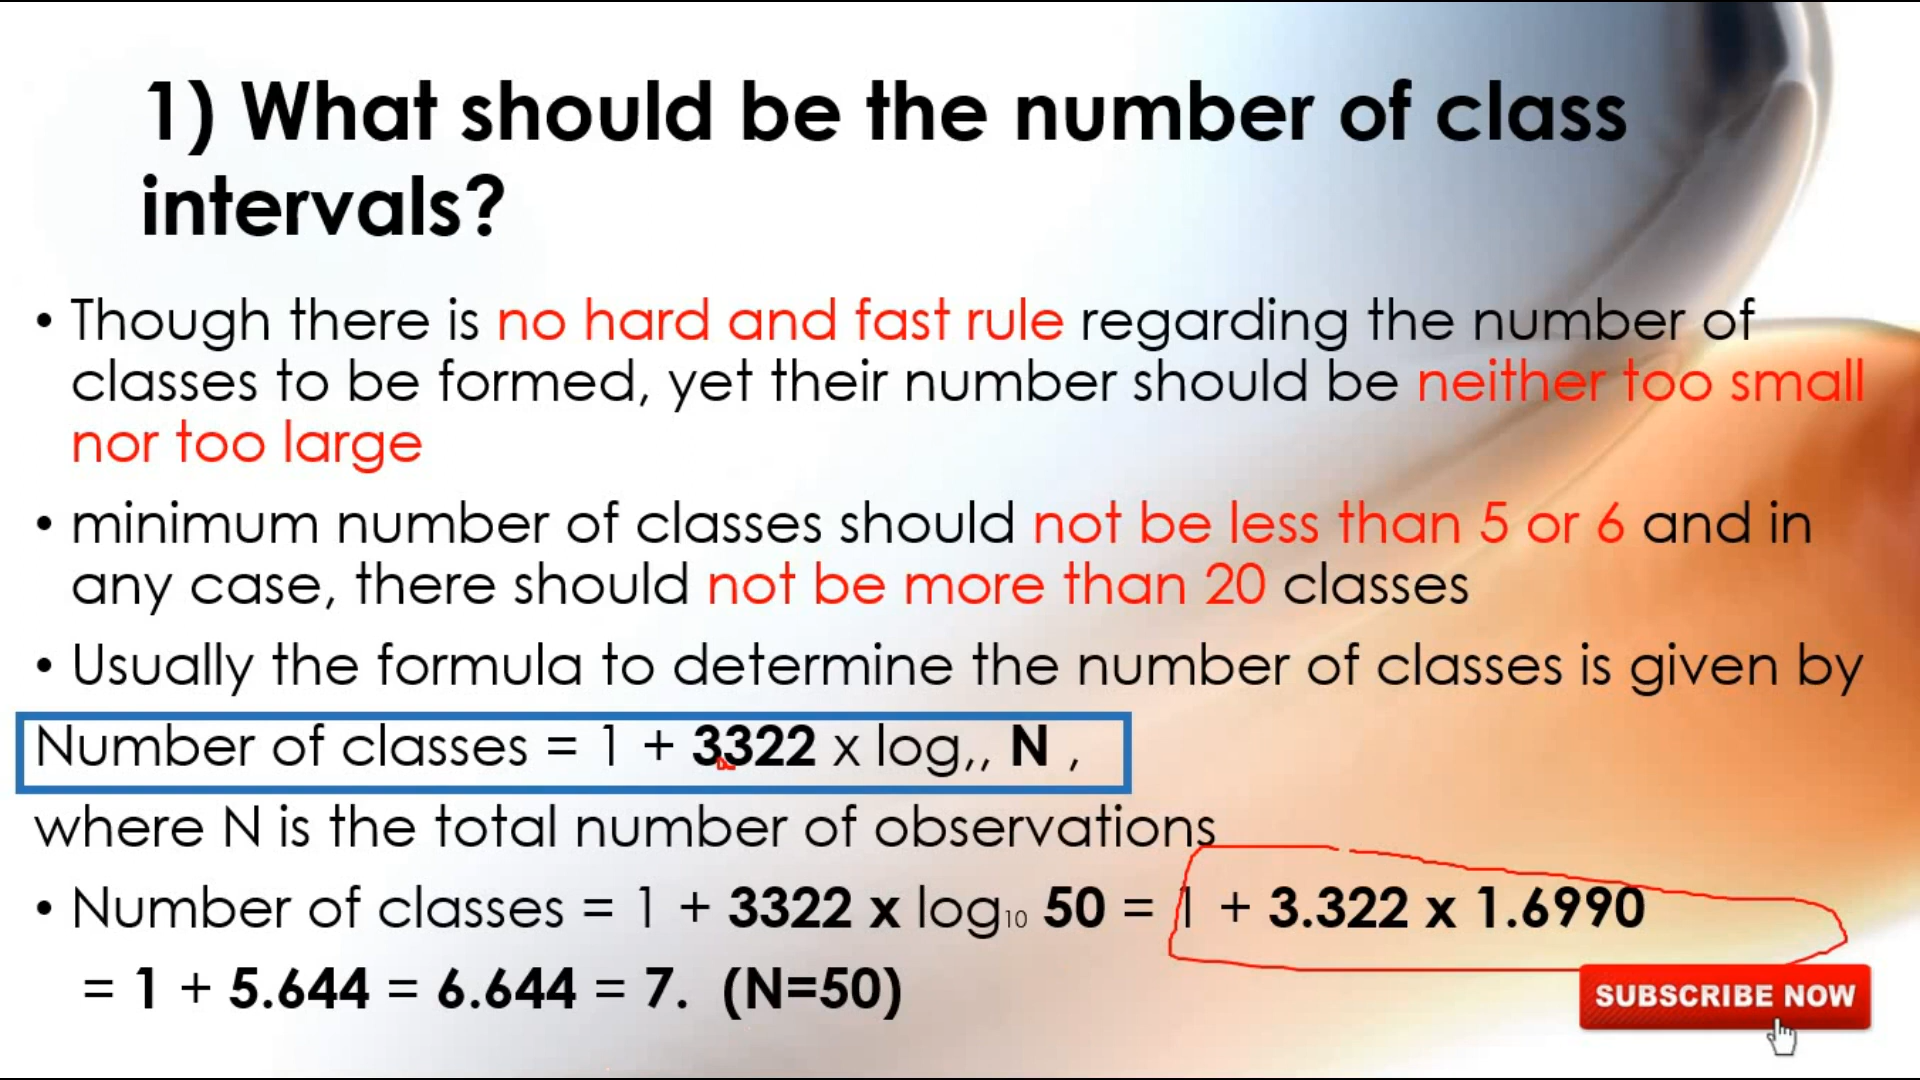 1) What should be the number of class
intervals?
• Though there is no hard and fast rule regarding the number of
classes to be formed, yet their number should be neither too small
nor too large
• minimum number of classes should not be less than 5 or 6 and in
any case, there should not be more than 20 classes
• Usually the formula to determine the number of classes is given by
Number of classes = 1 + 3322 x log,, N ,
where N is the total number of observations
• Number of classes = 1 + 3322 x log₁₀ 50 = 1 + 3.322 x 1.6990
= 1 + 5.644 = 6.644 = 7. (N=50)
SUBSCRIBE NOW